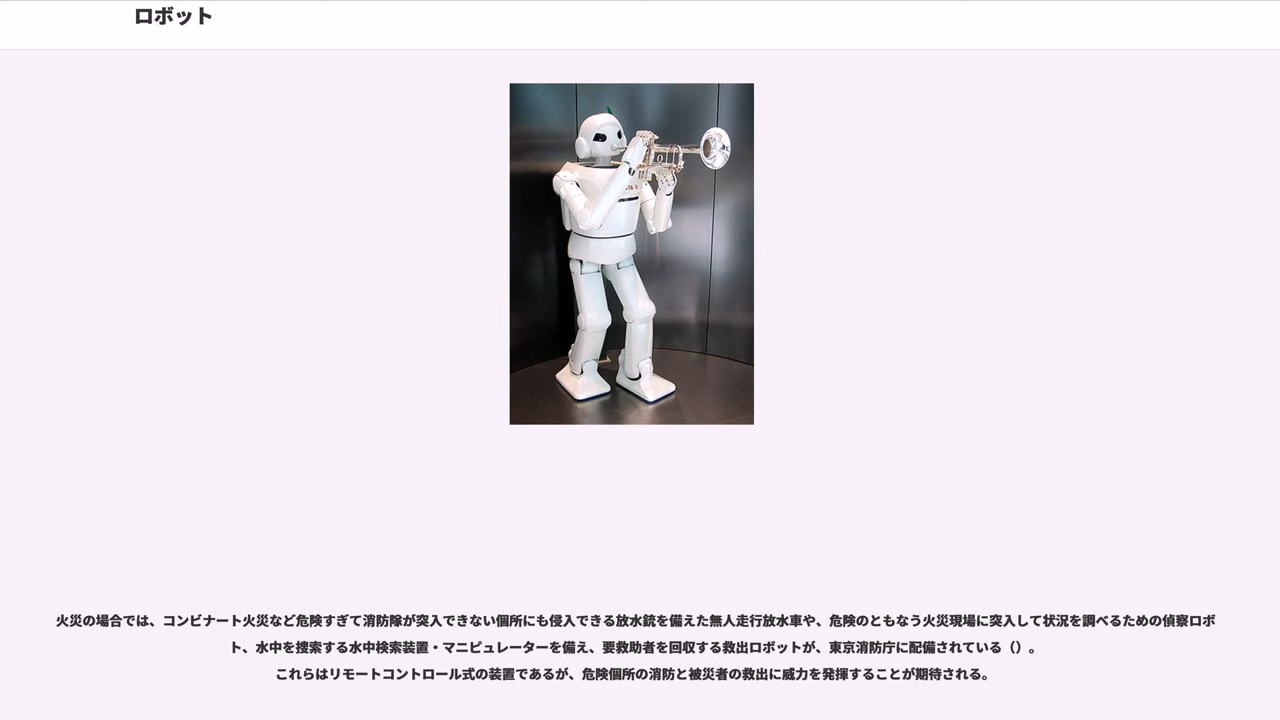 ロボット
火災の場合では、コンビナート火災など危険すぎて消防隊が突入できない個所にも侵入できる放水銃を備えた無人走行放水車や、危険のともなう火災現場に突入して状況を調べるための偵察ロボ
ト、水中を捜索する水中検索装置・マニピュレーターを備え、要救助者を回収する救出ロボットが、東京消防庁に配備されている（）。
これらはリモートコントロール式の装置であるが、危険個所の消防と被災者の救出に威力を発揮することが期待される。